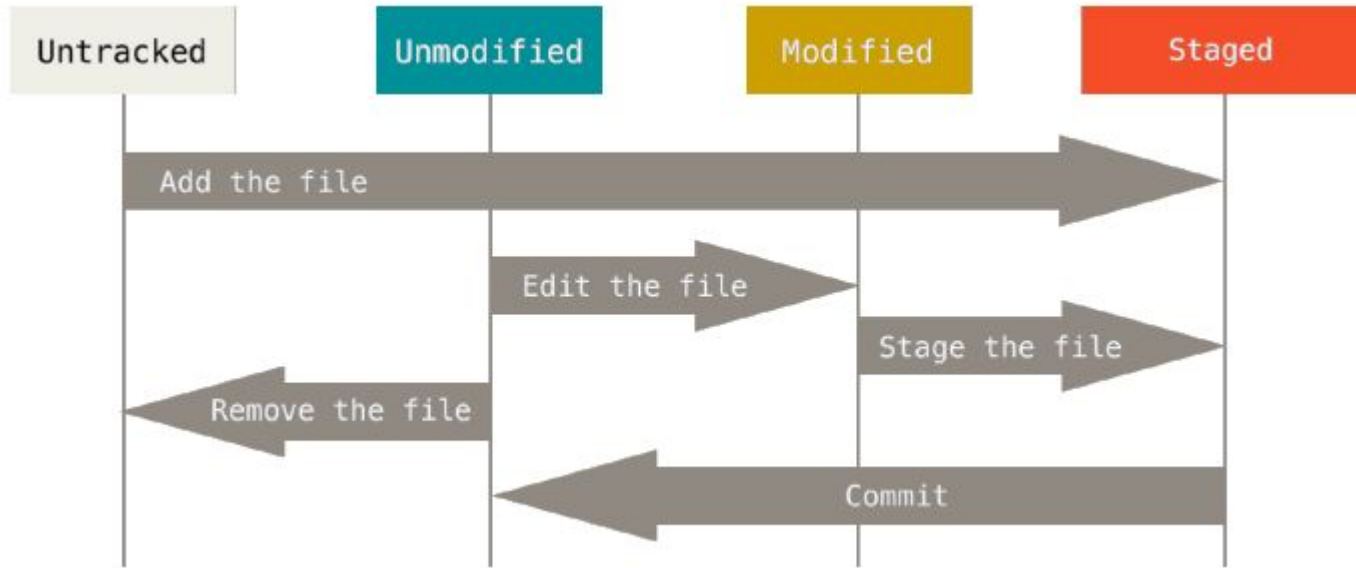 Untracked
Unmodified
Modified
Staged
Add the file
Edit the file
Stage the file
Remove the file
Commit